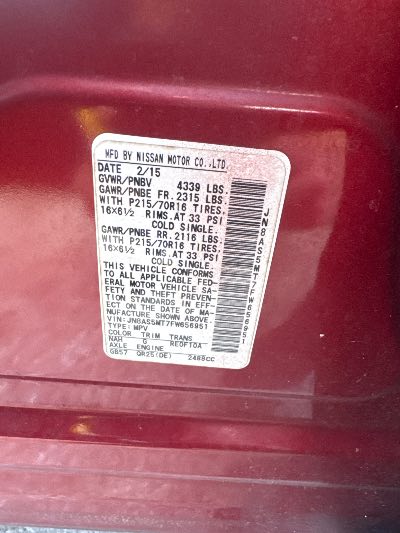 MFD BY NISSAN MOTOR CO.,LTD.
DATE 2/15
GVWR/PNBV 4339 LBS.
GAWR/PNBE FR. 2315 LBS.
WITH P215/70R16 TIRES.
16×6½ RIMS. AT 33 PSI
COLD SINGLE.
GAWR/PNBE RR. 2116 LBS.
WITH P215/70R16 TIRES.
16×6½ RIMS. AT 33 PSI
COLD SINGLE.
THIS VEHICLE CONFORMS
TO ALL APPLICABLE FED-
ERAL MOTOR VEHICLE SA-
FETY AND THEFT PREVEN-
TION STANDARDS IN EFF-
ECT ON THE DATE OF MA-
NUFACTURE SHOWN ABOVE.
VIN: JN8AS5MT7FW656951
TYPE: MPV
COLOR TRIM TRANS
NAH G RE0F10A
AXLE ENGINE
GB57 QR25(DE) 2488CC
JN8AS5MT7FW656951